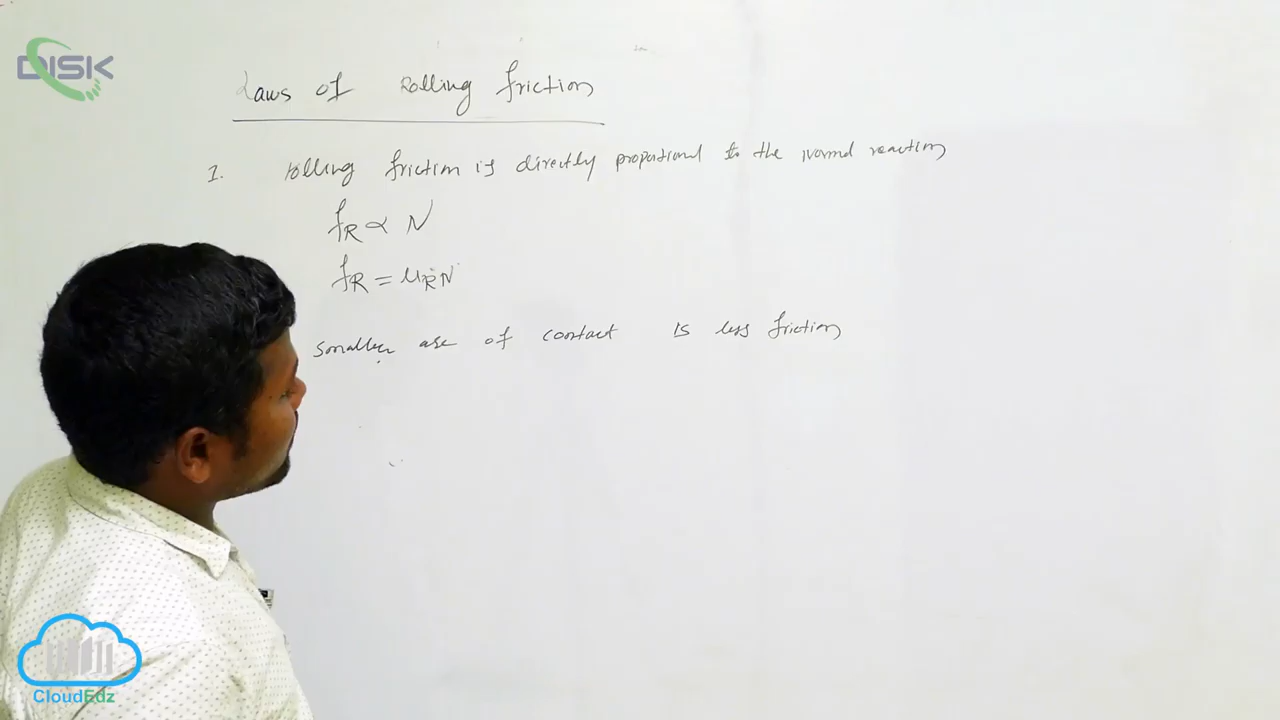 DISK
Laws of Rolling friction
1. rolling friction is directly propotional to the Normal reaction
fR ∝ N
fR = μR N
smaller are of contact is less friction
CloudEdz